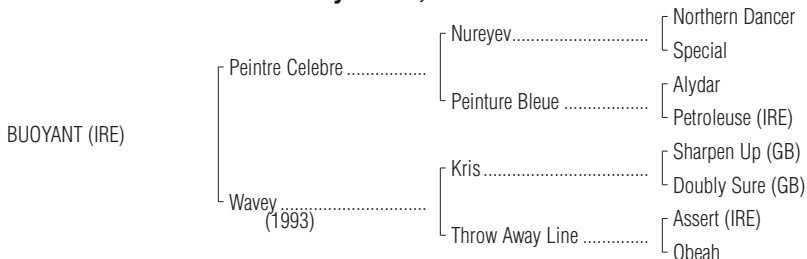 Northern Dancer
Nureyev
Special
Peintre Celebre
Alydar
Peinture Bleue
Petroleuse (IRE)
BUOYANT (IRE)
Sharpen Up (GB)
Kris
Doubly Sure (GB)
Wavey
(1993)
Assert (IRE)
Throw Away Line
Obeah